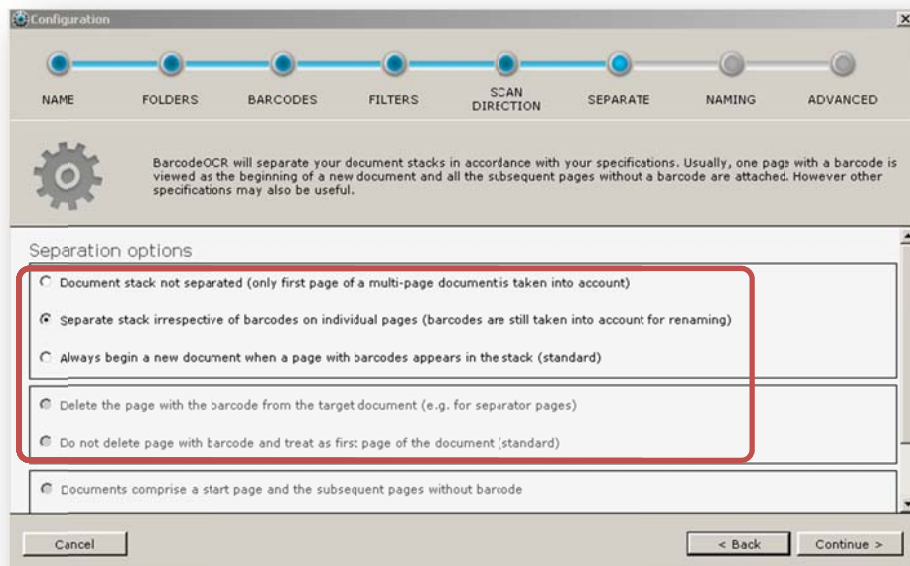 Configuration
NAME
FOLDERS
BARCODES
FILTERS
SCAN
DIRECTION
SEPARATE
NAMING
ADVANCED
BarcodeOCR will separate your document stacks in accordance with your specifications. Usually, one page with a barcode is
viewed as the beginning of a new document and all the subsequent pages without a barcode are attached. However other
specifications may also be useful.
Separation options
Document stack not separated (only first page of a multi-page document is taken into account)
Separate stack irrespective of barcodes on individual pages (barcodes are still taken into account for renaming)
Always begin a new document when a page with barcodes appears in the stack (standard)
Delete the page with the barcode from the target document (e.g. for separator pages)
Do not delete page with barcode and treat as first page of the document (standard)
Documents comprise a start page and the subsequent pages without barcode
Cancel
< Back
Continue >